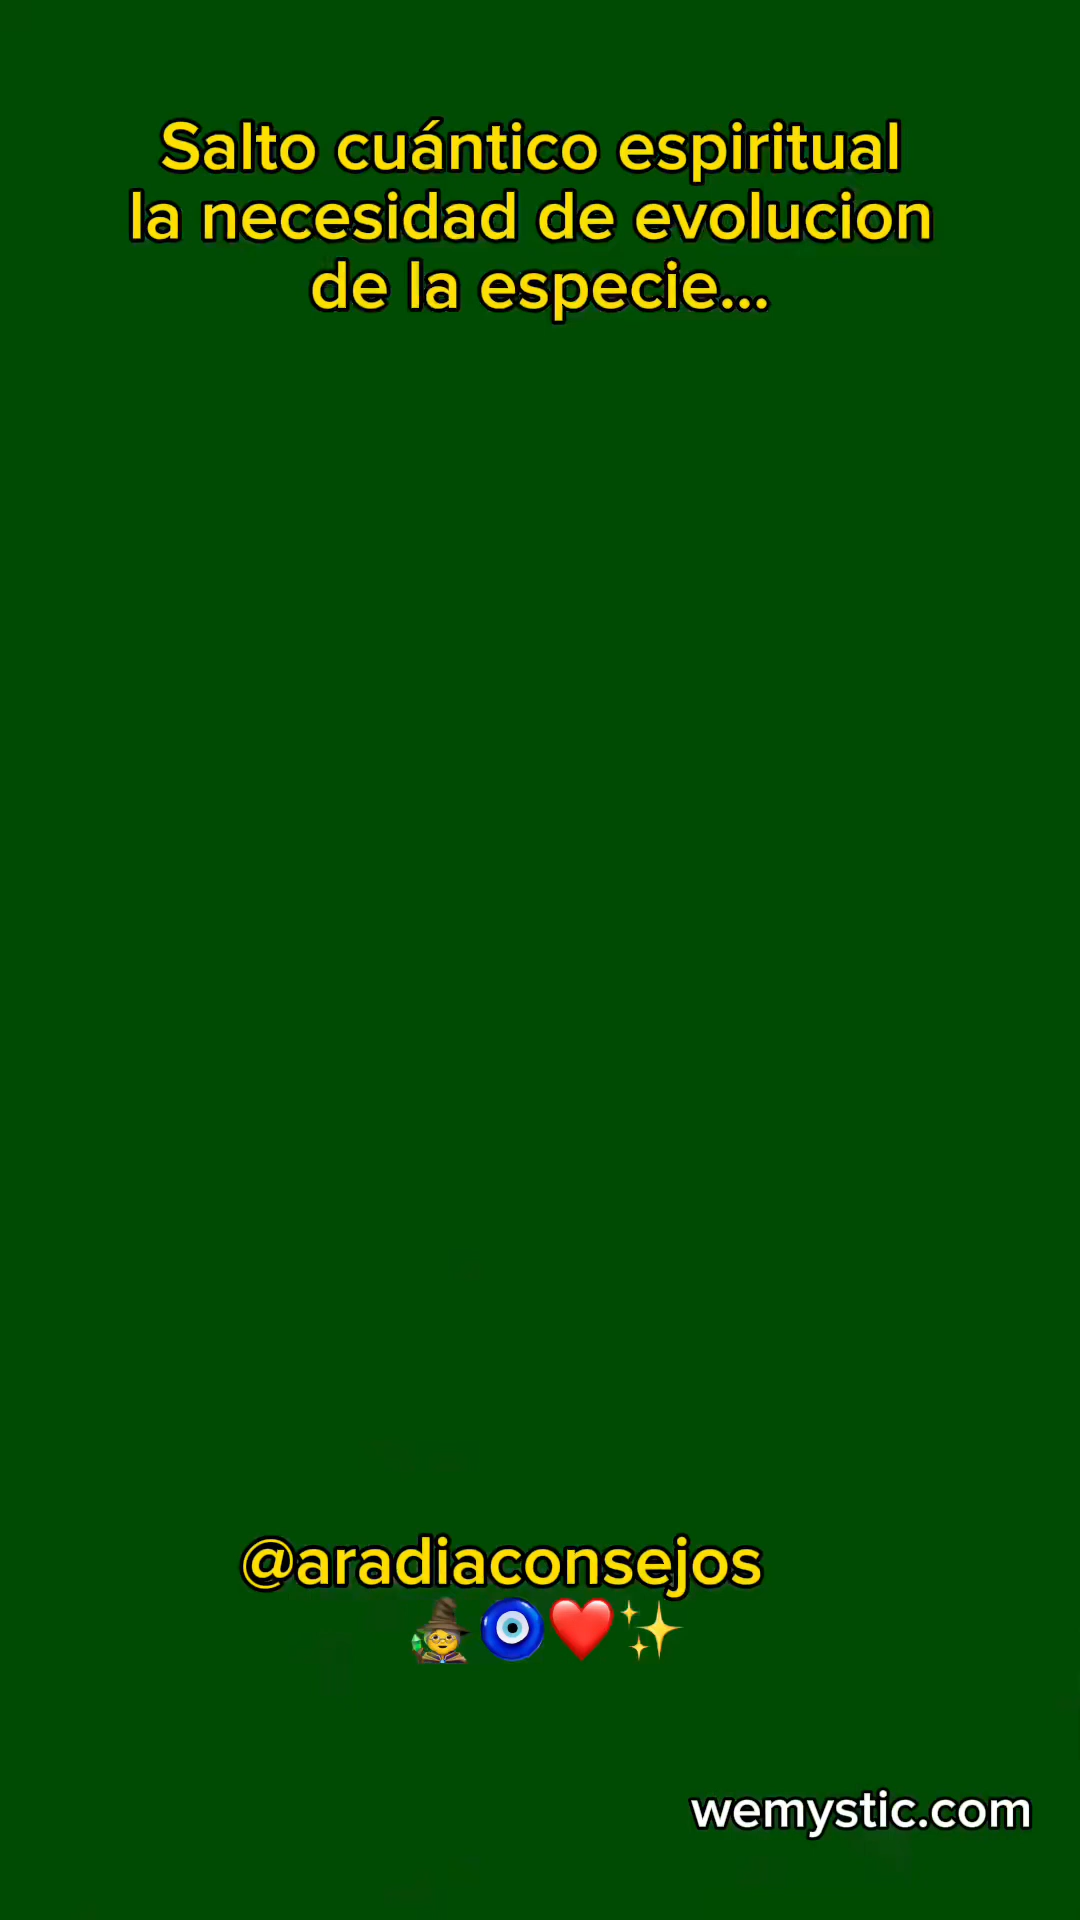 Salto cuántico espiritual
la necesidad de evolucion
de la especie...
@aradiaconsejos
🧙🧿❤️✨
wemystic.com